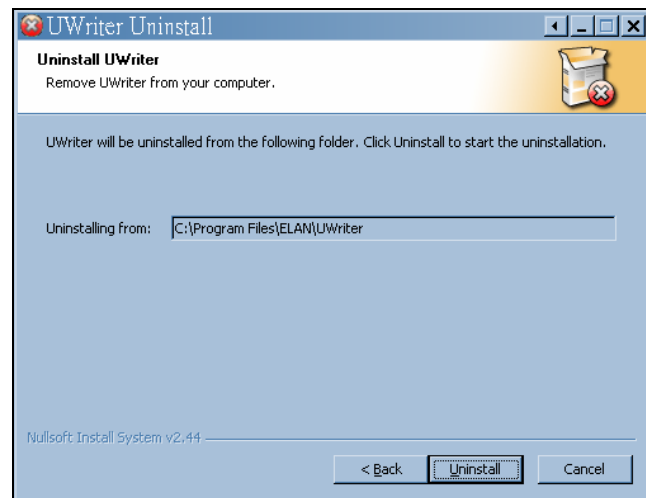 UWriter Uninstall
Uninstall UWriter
Remove UWriter from your computer.
UWriter will be uninstalled from the following folder. Click Uninstall to start the uninstallation.
Uninstalling from: C:\Program Files\ELAN\UWriter
Nullsoft Install System v2.44
< Back Uninstall Cancel